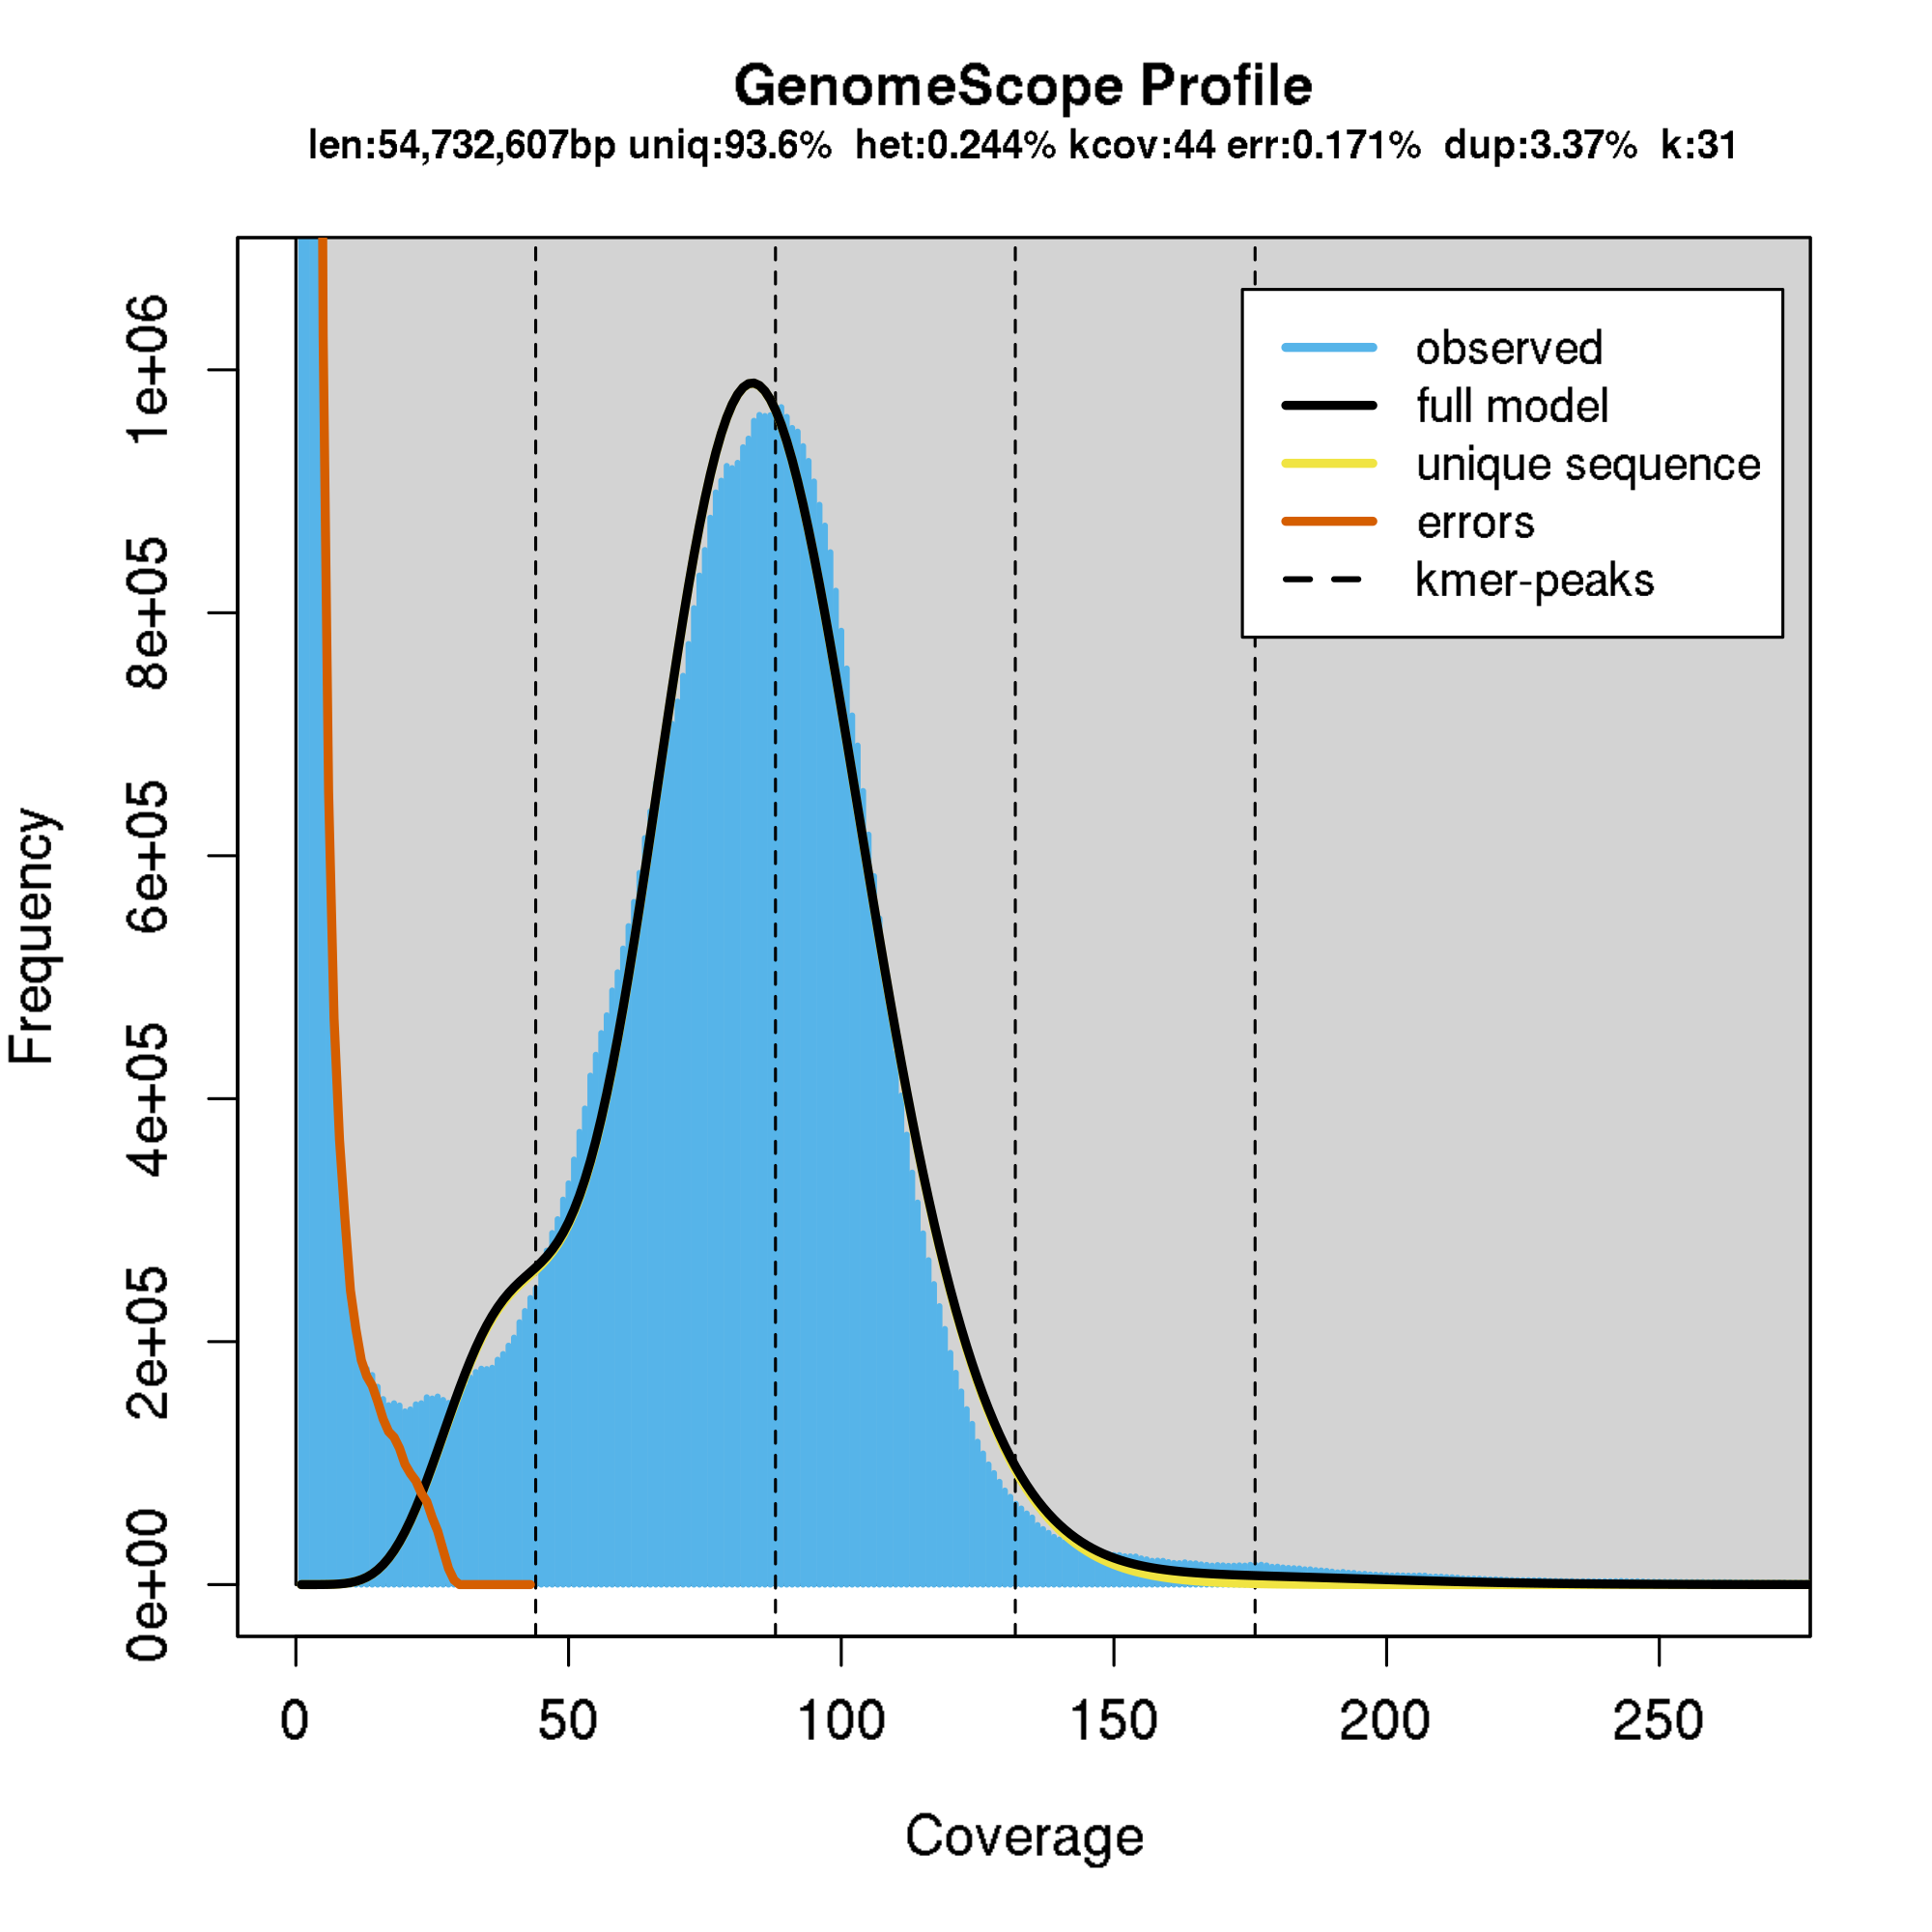 GenomeScope Profile
len:54,732,607bp uniq:93.6% het:0.244% kcov:44 err:0.171% dup:3.37% k:31
observed
full model
unique sequence
errors
kmer-peaks
Frequency
1e+06
8e+05
6e+05
4e+05
2e+05
0e+00
0 50 100 150 200 250
Coverage